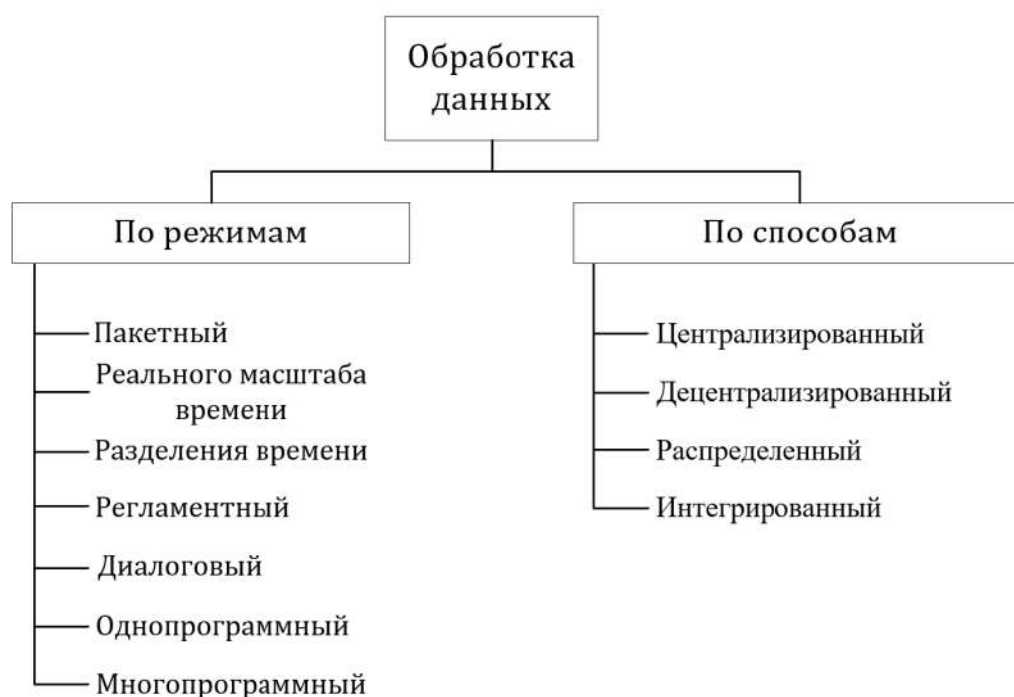 Обработка
данных
По режимам
Пакетный
Реального масштаба
времени
Разделения времени
Регламентный
Диалоговый
Однопрограммный
Многопрограммный
По способам
Централизированный
Децентрализированный
Распределенный
Интегрированный